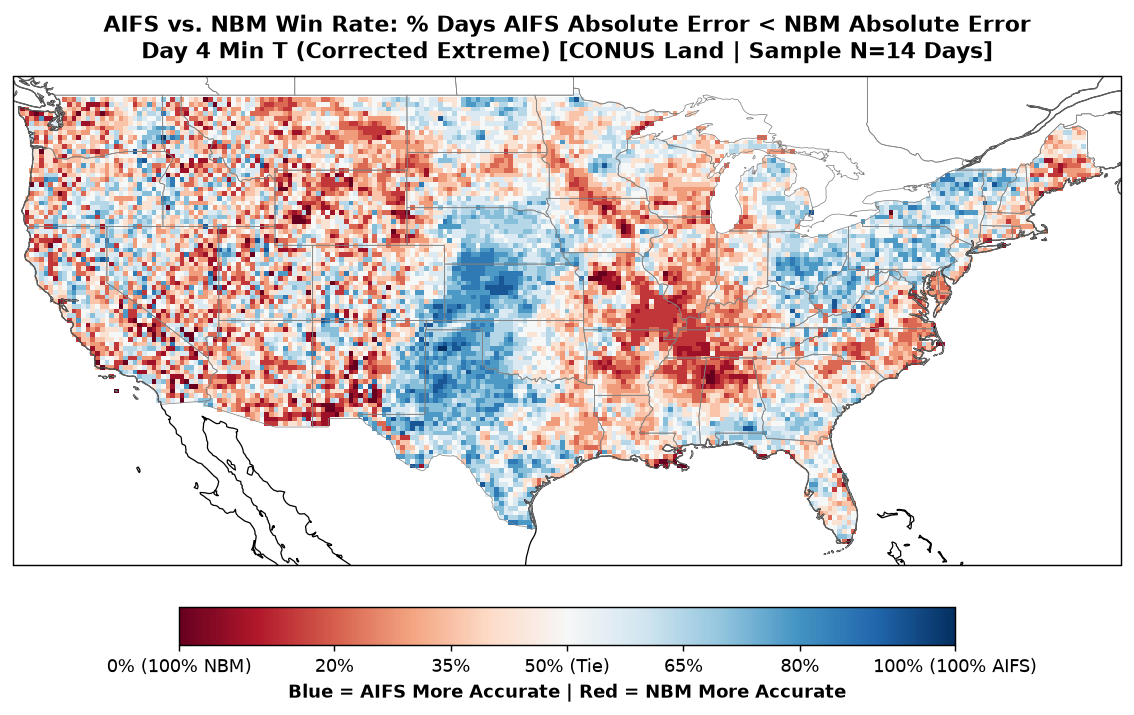 AIFS vs. NBM Win Rate: % Days AIFS Absolute Error < NBM Absolute Error
Day 4 Min T (Corrected Extreme) [CONUS Land | Sample N=14 Days]
0% (100% NBM) 20% 35% 50% (Tie) 65% 80% 100% (100% AIFS)
Blue = AIFS More Accurate | Red = NBM More Accurate